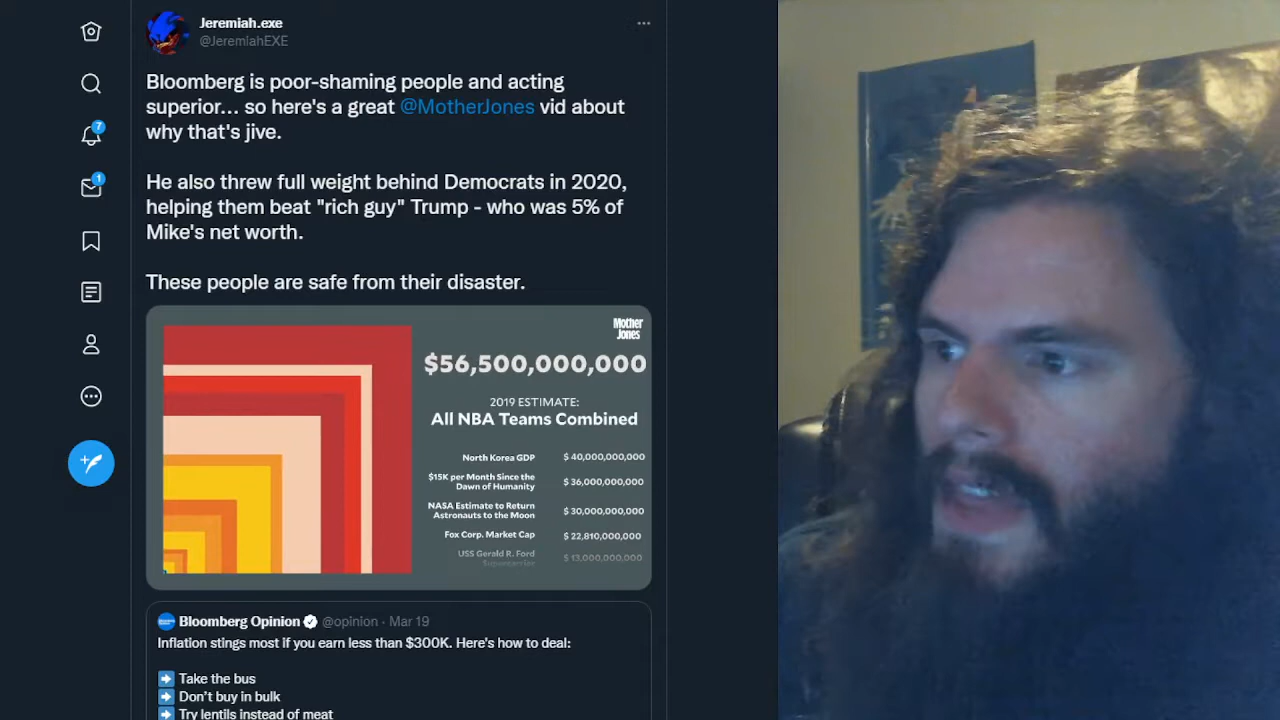 Jeremiah.exe
@JeremiahEXE
Bloomberg is poor-shaming people and acting
superior... so here's a great @MotherJones vid about
why that's jive.
He also threw full weight behind Democrats in 2020,
helping them beat "rich guy" Trump - who was 5% of
Mike's net worth.
These people are safe from their disaster.
Mother
Jones
$56,500,000,000
2019 ESTIMATE:
All NBA Teams Combined
North Korea GDP $ 40,000,000,000
$15K per Month Since the
Dawn of Humanity $ 36,000,000,000
NASA Estimate to Return
Astronauts to the Moon $ 30,000,000,000
Fox Corp. Market Cap $ 22,810,000,000
USS Gerald R. Ford
Supercarrier $ 13,000,000,000
Bloomberg Opinion @opinion · Mar 19
Inflation stings most if you earn less than $300K. Here's how to deal:
Take the bus
Don't buy in bulk
Try lentils instead of meat
7
1